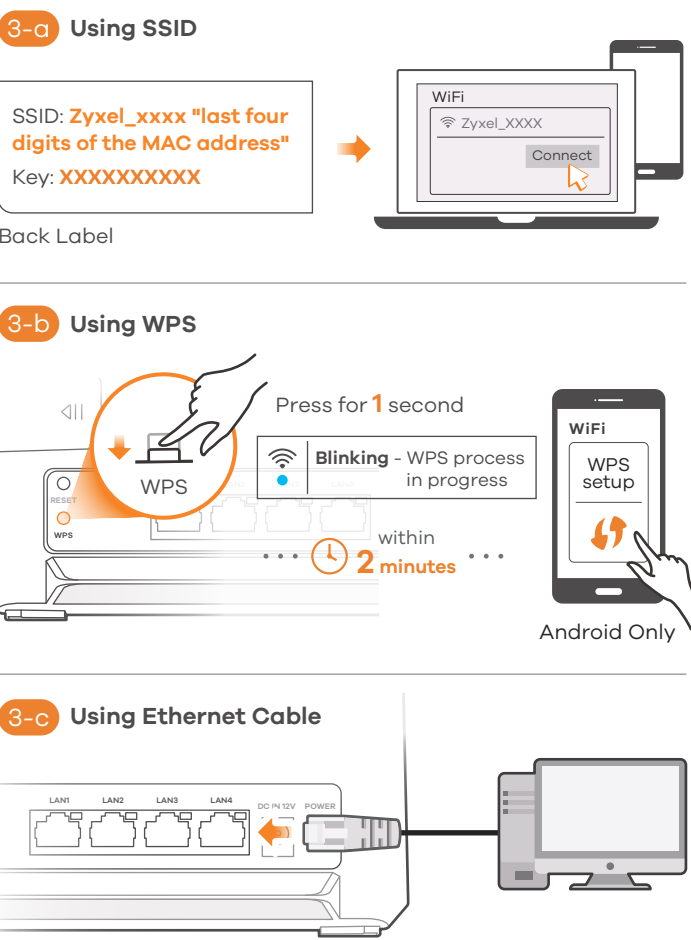 3-a Using SSID
SSID: Zyxel_xxxx "last four
digits of the MAC address"
Key: XXXXXXXXXX
Back Label
WiFi
Zyxel_XXXX
Connect
3-b Using WPS
Press for 1 second
WPS
Blinking - WPS process
in progress
RESET
WPS
LAN4
within
2 minutes
WiFi
WPS
setup
Android Only
3-c Using Ethernet Cable
LAN1 LAN2 LAN3 LAN4 DC IN 12V POWER